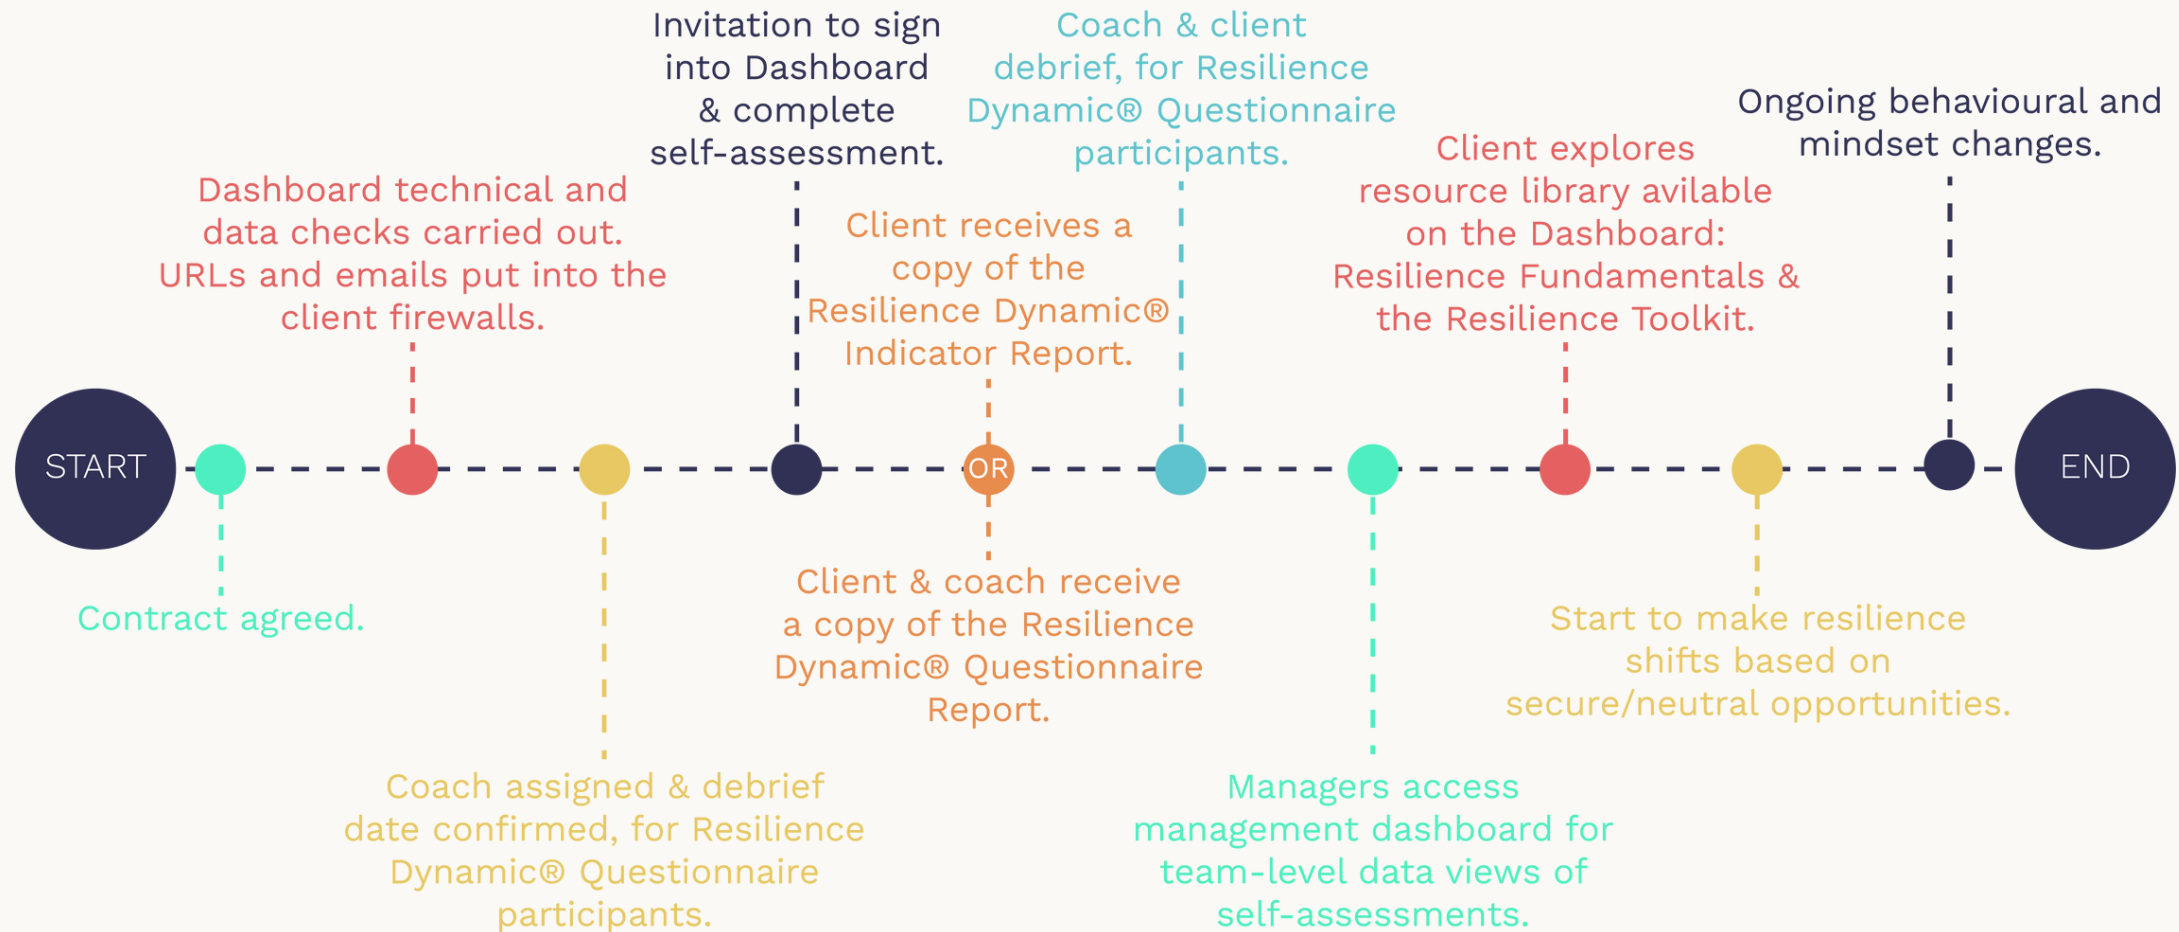 START
Contract agreed.
Dashboard technical and
data checks carried out.
URLs and emails put into the
client firewalls.
Coach assigned & debrief
date confirmed, for Resilience
Dynamic® Questionnaire
participants.
Invitation to sign
into Dashboard
& complete
self-assessment.
Client receives a
copy of the
Resilience Dynamic®
Indicator Report.
OR
Client & coach receive
a copy of the Resilience
Dynamic® Questionnaire
Report.
Coach & client
debrief, for Resilience
Dynamic® Questionnaire
participants.
Managers access
management dashboard for
team-level data views of
self-assessments.
Client explores
resource library avilable
on the Dashboard:
Resilience Fundamentals &
the Resilience Toolkit.
Start to make resilience
shifts based on
secure/neutral opportunities.
Ongoing behavioural and
mindset changes.
END